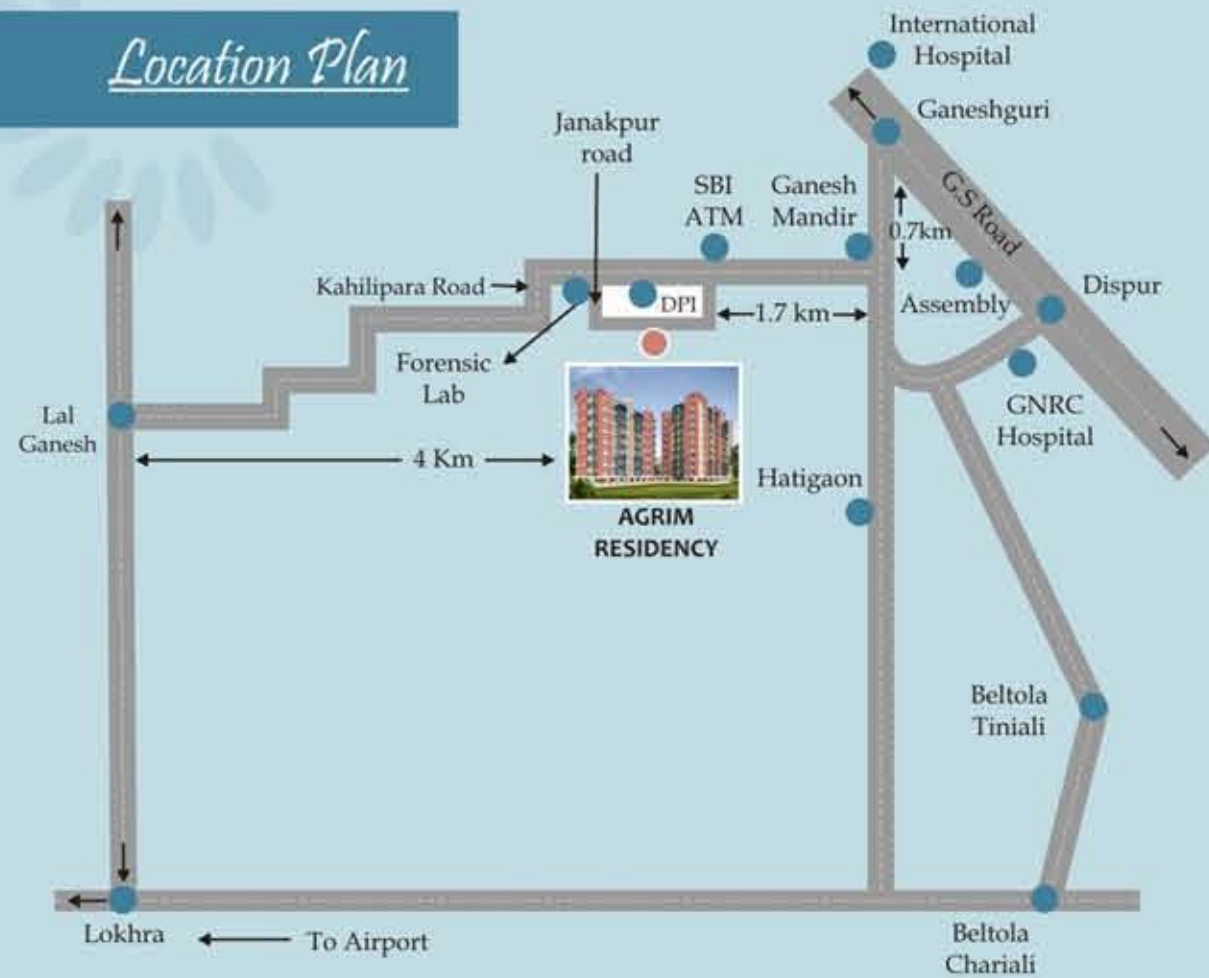 Location Plan
International
Hospital
Ganeshguri
Janakpur
road
SBI
ATM
Ganesh
Mandir
G.S Road
0.7km
Kahilipara Road
DPI
1.7 km
Assembly
Dispur
Forensic
Lab
GNRC
Hospital
Lal
Ganesh
4 Km
Hatigaon
AGRIM
RESIDENCY
Beltola
Tiniali
Lokhra
To Airport
Beltola
Chariali